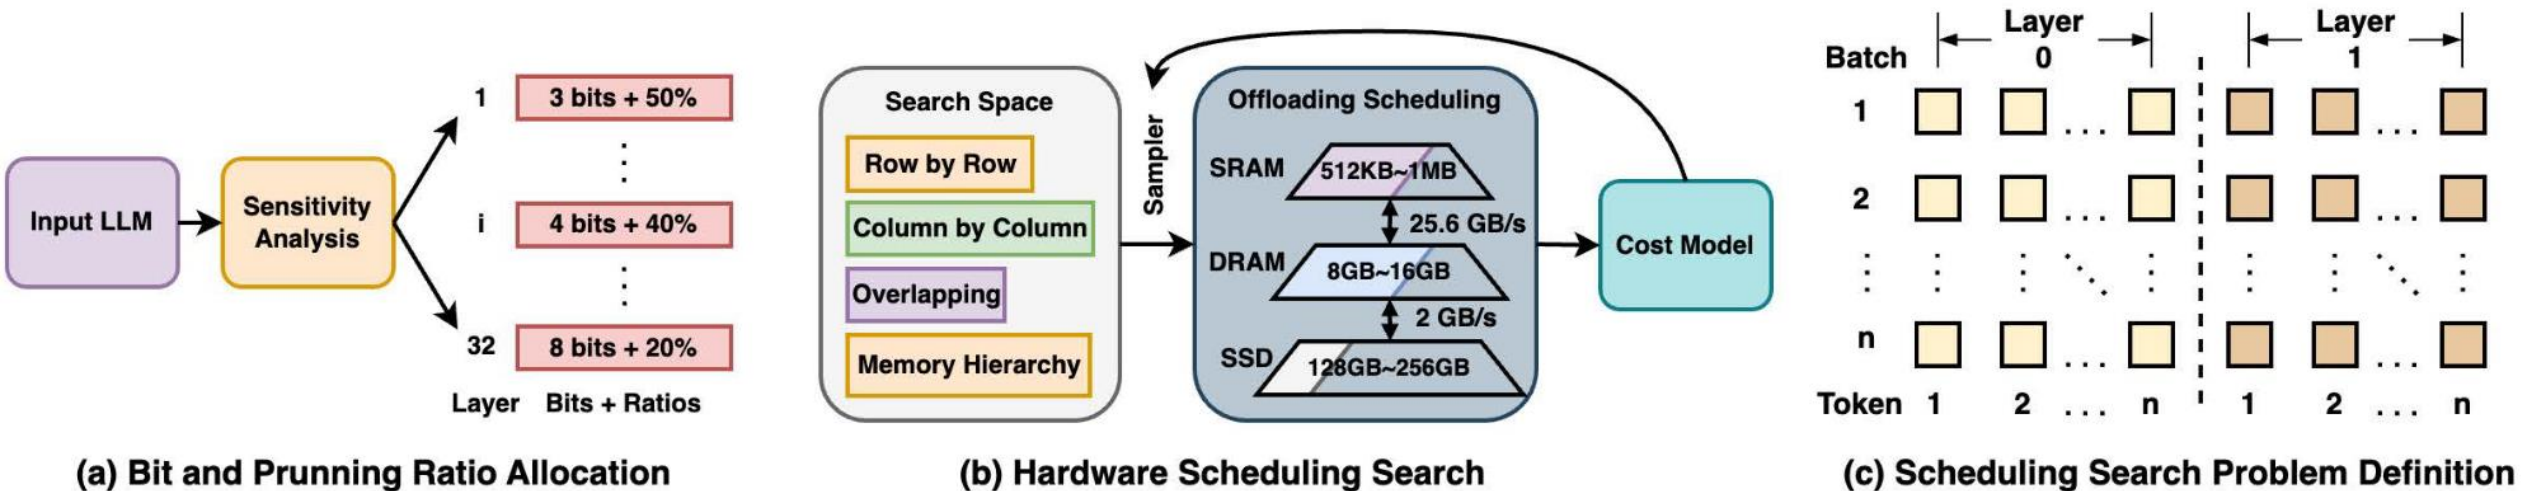 Input LLM
Sensitivity
Analysis
1
3 bits + 50%
i
4 bits + 40%
32
8 bits + 20%
Layer
Bits + Ratios
(a) Bit and Prunning Ratio Allocation
Search Space
Row by Row
Column by Column
Overlapping
Memory Hierarchy
Sampler
Offloading Scheduling
SRAM
512KB~1MB
25.6 GB/s
DRAM
8GB~16GB
2 GB/s
SSD
128GB~256GB
Cost Model
(b) Hardware Scheduling Search
Layer
0
Layer
1
Batch
1
...
...
2
...
...
n
...
...
Token 1 2 ... n 1 2 ... n
(c) Scheduling Search Problem Definition